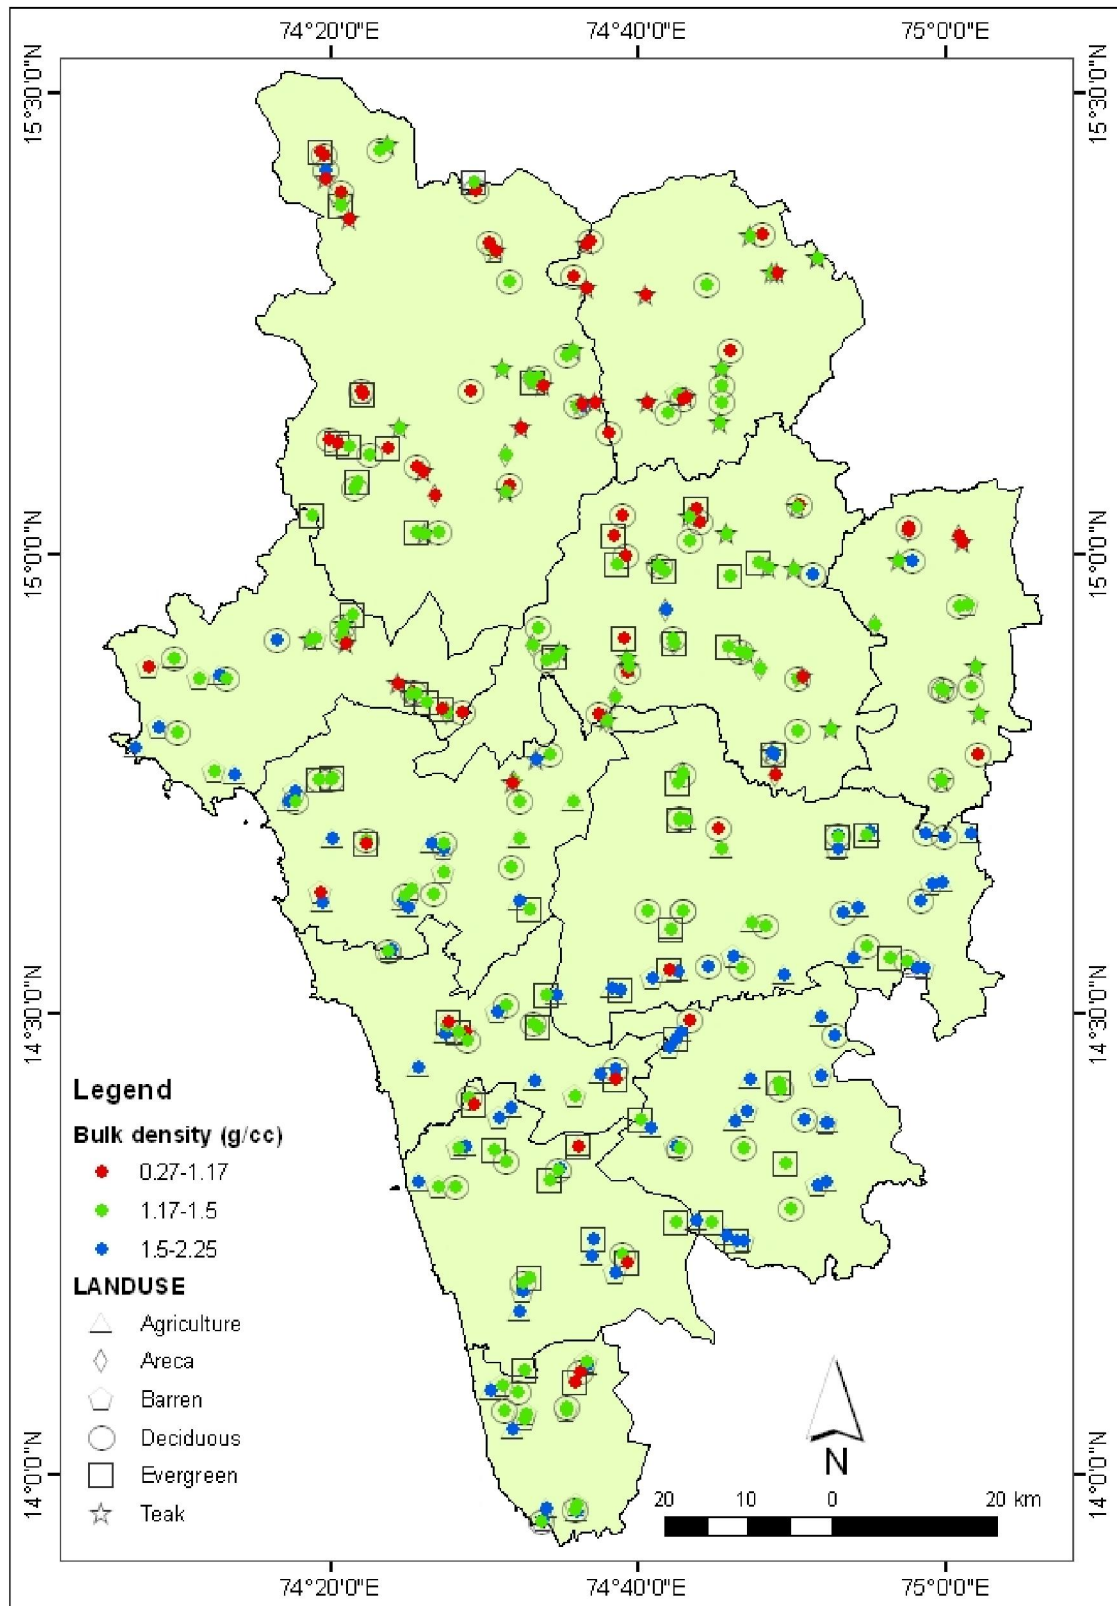 74°20'0"E 74°40'0"E 75°0'0"E
15°30'0"N 15°30'0"N
15°0'0"N 15°0'0"N
14°30'0"N 14°30'0"N
Legend
Bulk density (g/cc)
0.27-1.17
1.17-1.5
1.5-2.25
LANDUSE
Agriculture
Areca
Barren
Deciduous
Evergreen
Teak
N
14°0'0"N 14°0'0"N
20 10 0 20 km
74°20'0"E 74°40'0"E 75°0'0"E